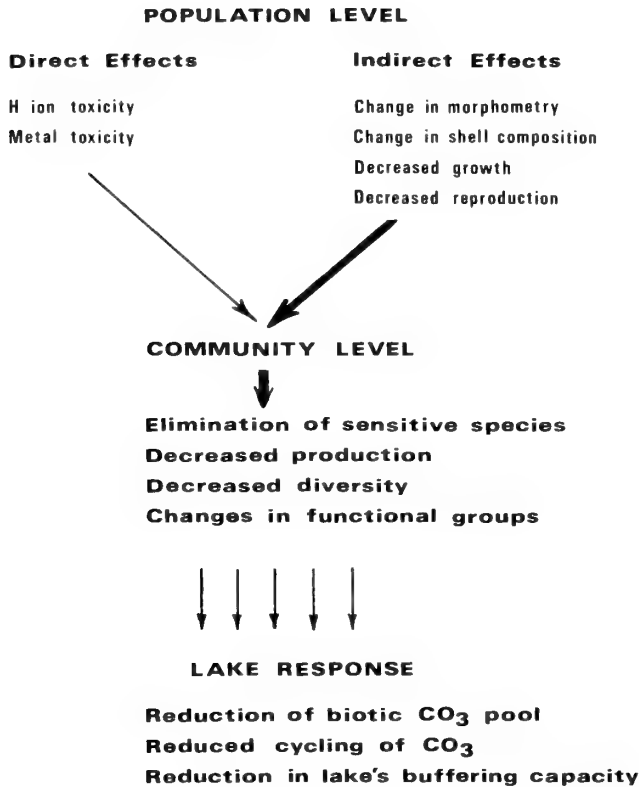 POPULATION LEVEL
Direct Effects
H ion toxicity
Metal toxicity
Indirect Effects
Change in morphometry
Change in shell composition
Decreased growth
Decreased reproduction
COMMUNITY LEVEL
Elimination of sensitive species
Decreased production
Decreased diversity
Changes in functional groups
LAKE RESPONSE
Reduction of biotic CO3 pool
Reduced cycling of CO3
Reduction in lake's buffering capacity